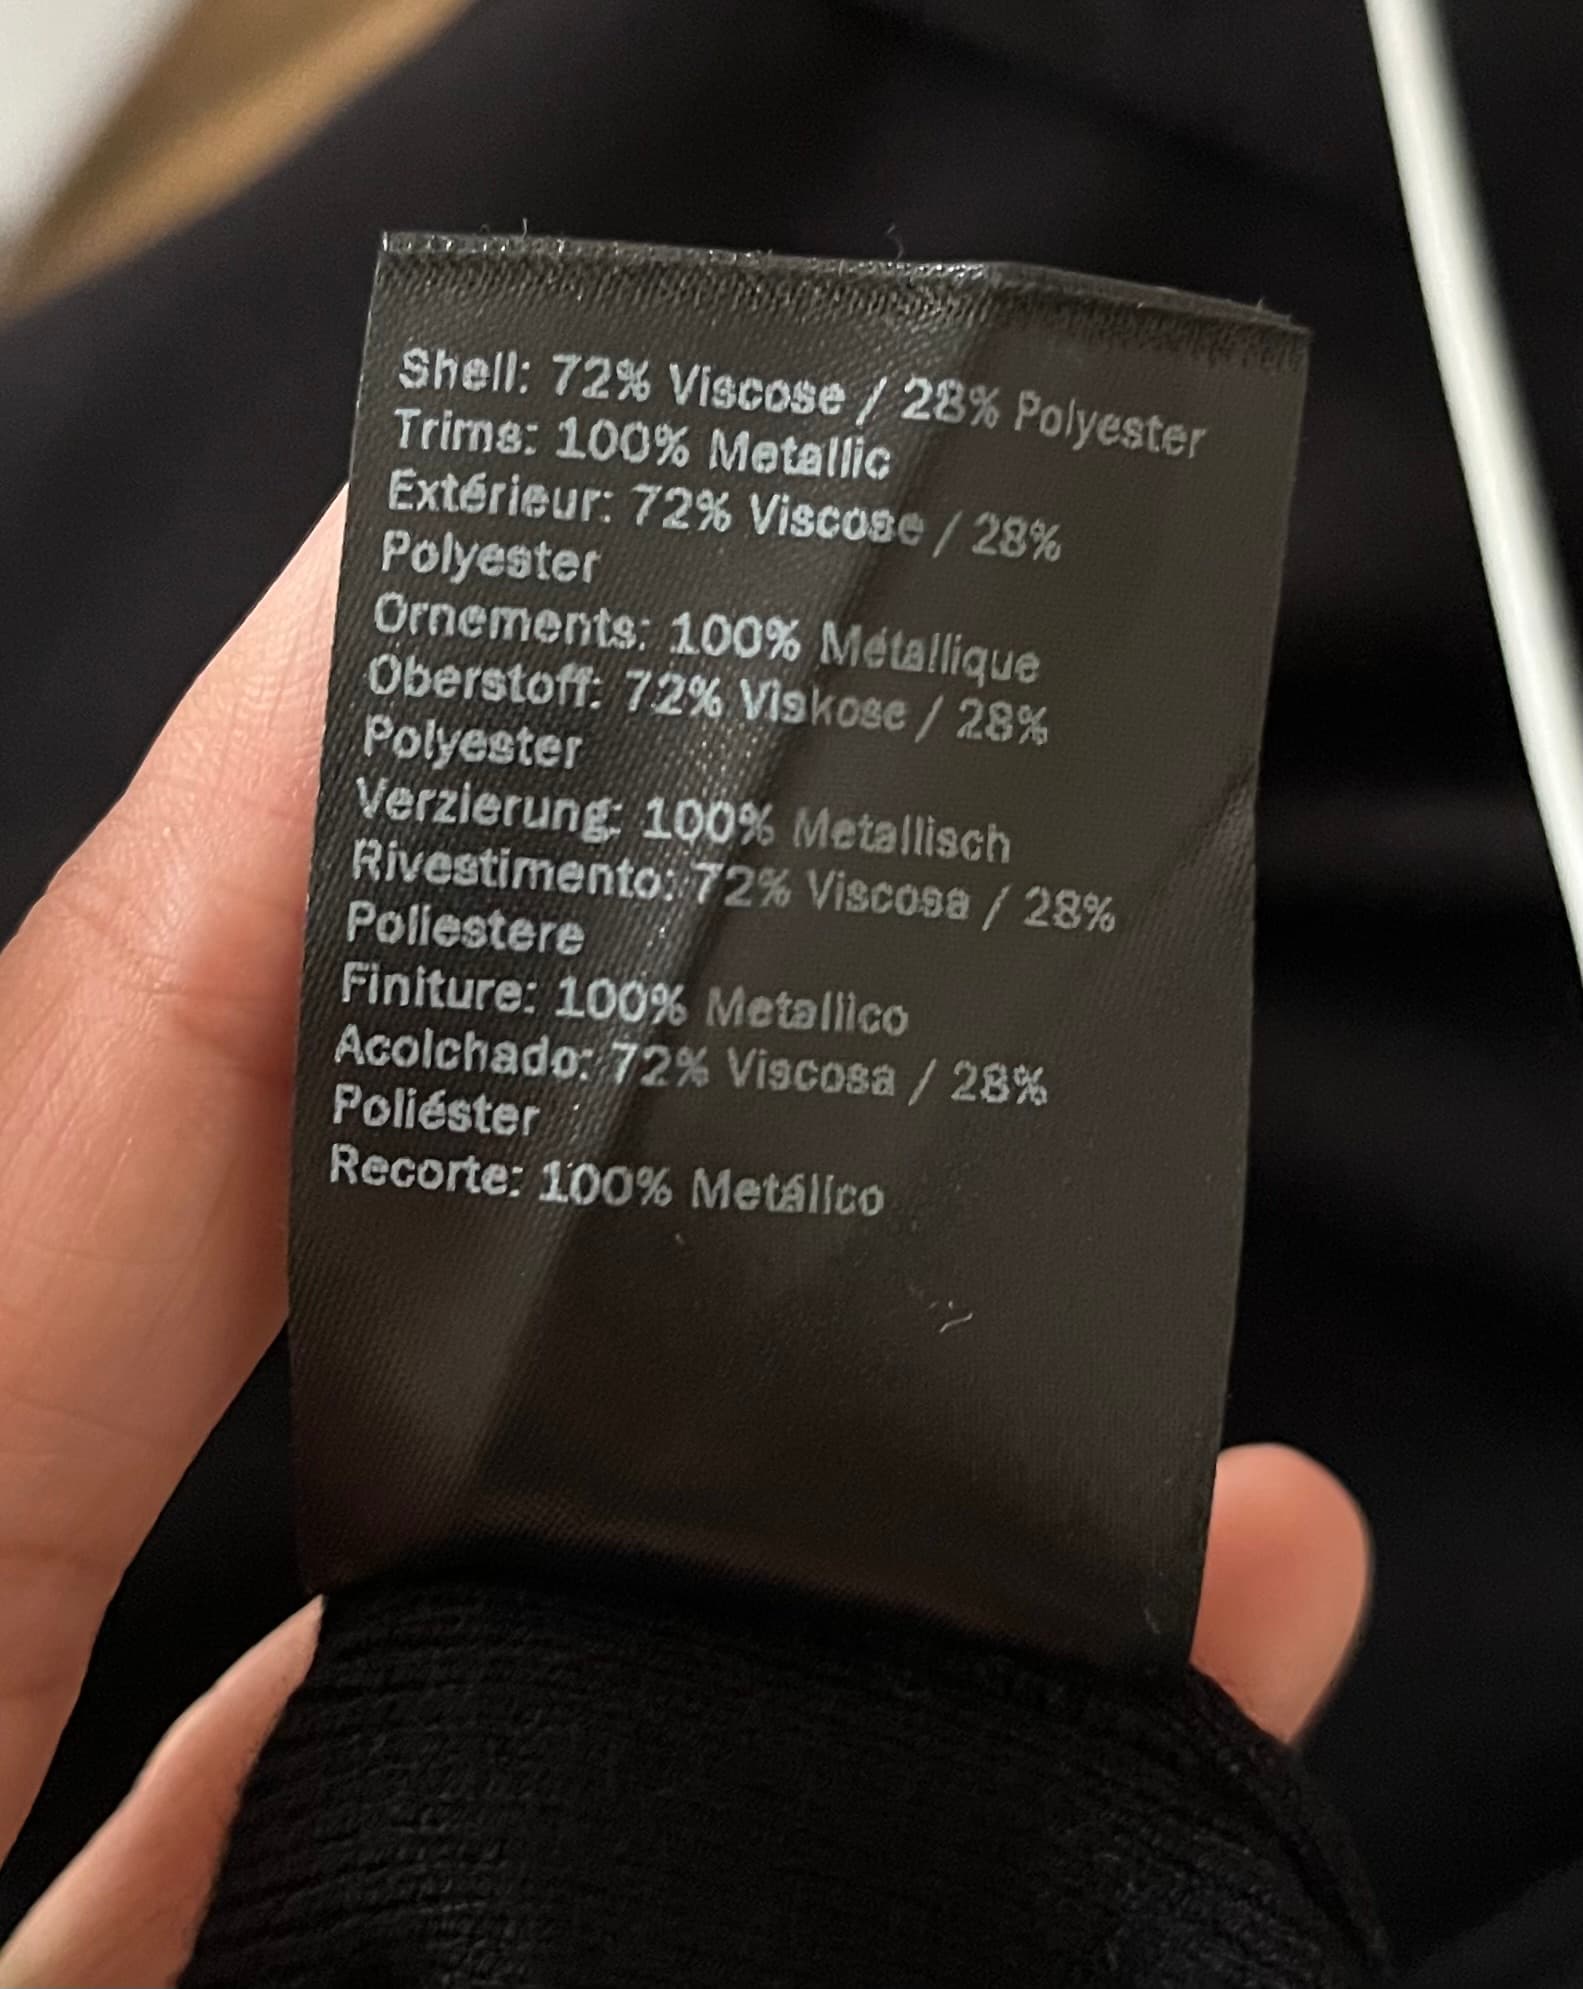 Shell: 72% Viscose / 28% Polyester
Trims: 100% Metallic
Extérieur: 72% Viscose / 28%
Polyester
Ornements: 100% Métallique
Oberstoff: 72% Viskose / 28%
Polyester
Verzierung: 100% Metallisch
Rivestimento: 72% Viscosa / 28%
Poliestere
Finiture: 100% Metallico
Acolchado: 72% Viscosa / 28%
Poliéster
Recorte: 100% Metálico